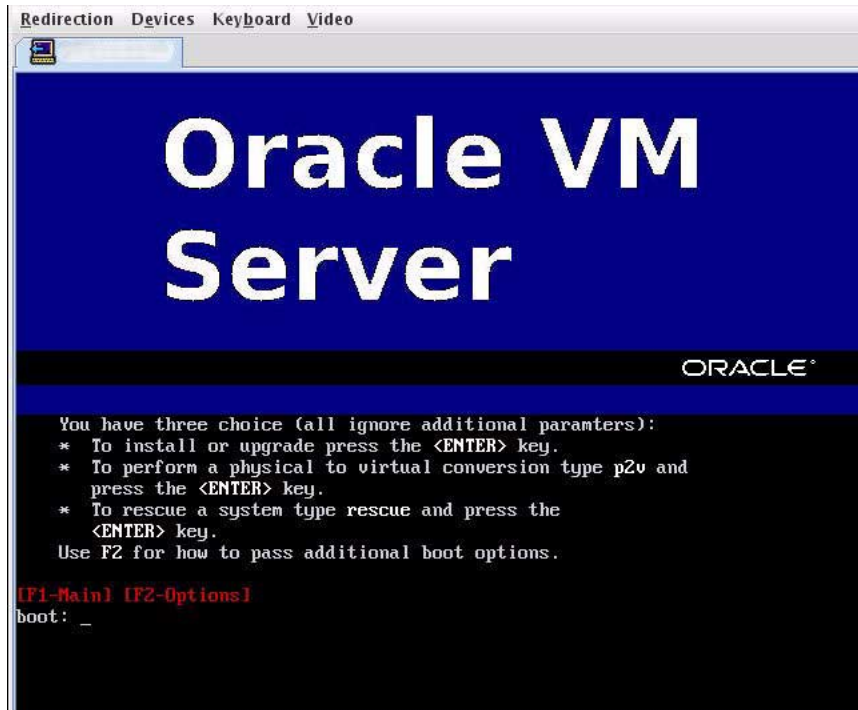 Redirection Devices Keyboard Video
Oracle VM
Server
ORACLE®
You have three choice (all ignore additional paramters):
* To install or upgrade press the <ENTER> key.
* To perform a physical to virtual conversion type p2v and
press the <ENTER> key.
* To rescue a system type rescue and press the
<ENTER> key.
Use F2 for how to pass additional boot options.
[F1-Main] [F2-Options]
boot: _